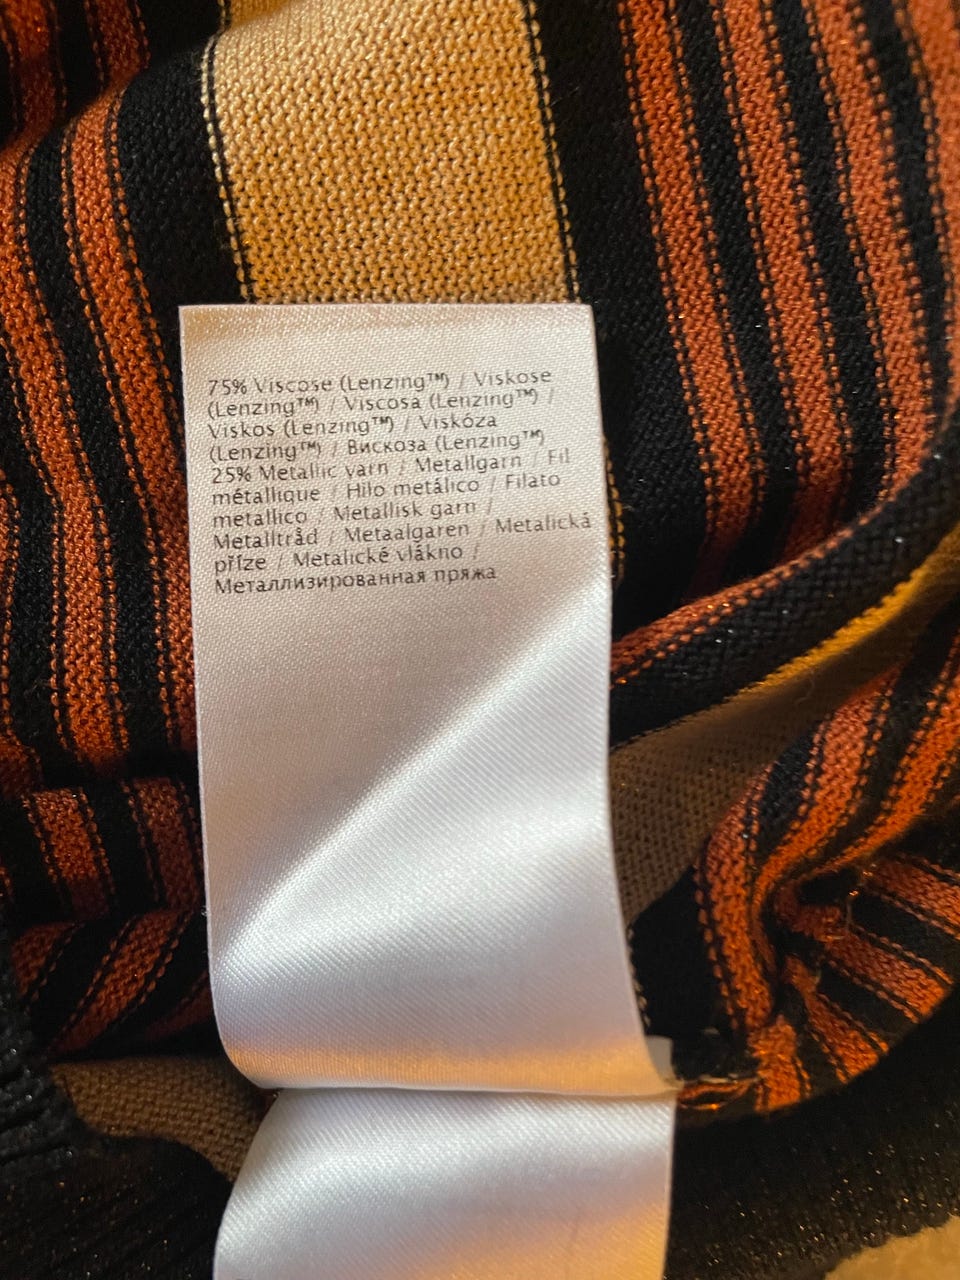 75% Viscose (Lenzing™) / Viskose
(Lenzing™) / Viscosa (Lenzing™) /
Viskos (Lenzing™) / Viskóza
(Lenzing™) / Вискоза (Lenzing™)
25% Metallic yarn / Metallgarn / Fil
métallique / Hilo metálico / Filato
metallico / Metallisk garn /
Metalltråd / Metaalgaren / Metalická
příze / Metalické vlákno /
Металлизированная пряжа